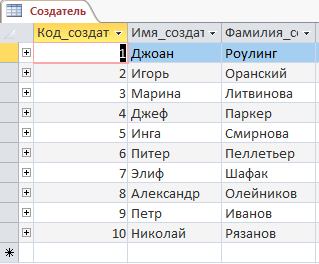 Создатель
Код_создат Имя_создат Фамилия_со
1 Джоан Роулинг
2 Игорь Оранский
3 Марина Литвинова
4 Джеф Паркер
5 Инга Смирнова
6 Питер Пеллетьер
7 Элиф Шафак
8 Александр Олейников
9 Петр Иванов
10 Николай Рязанов